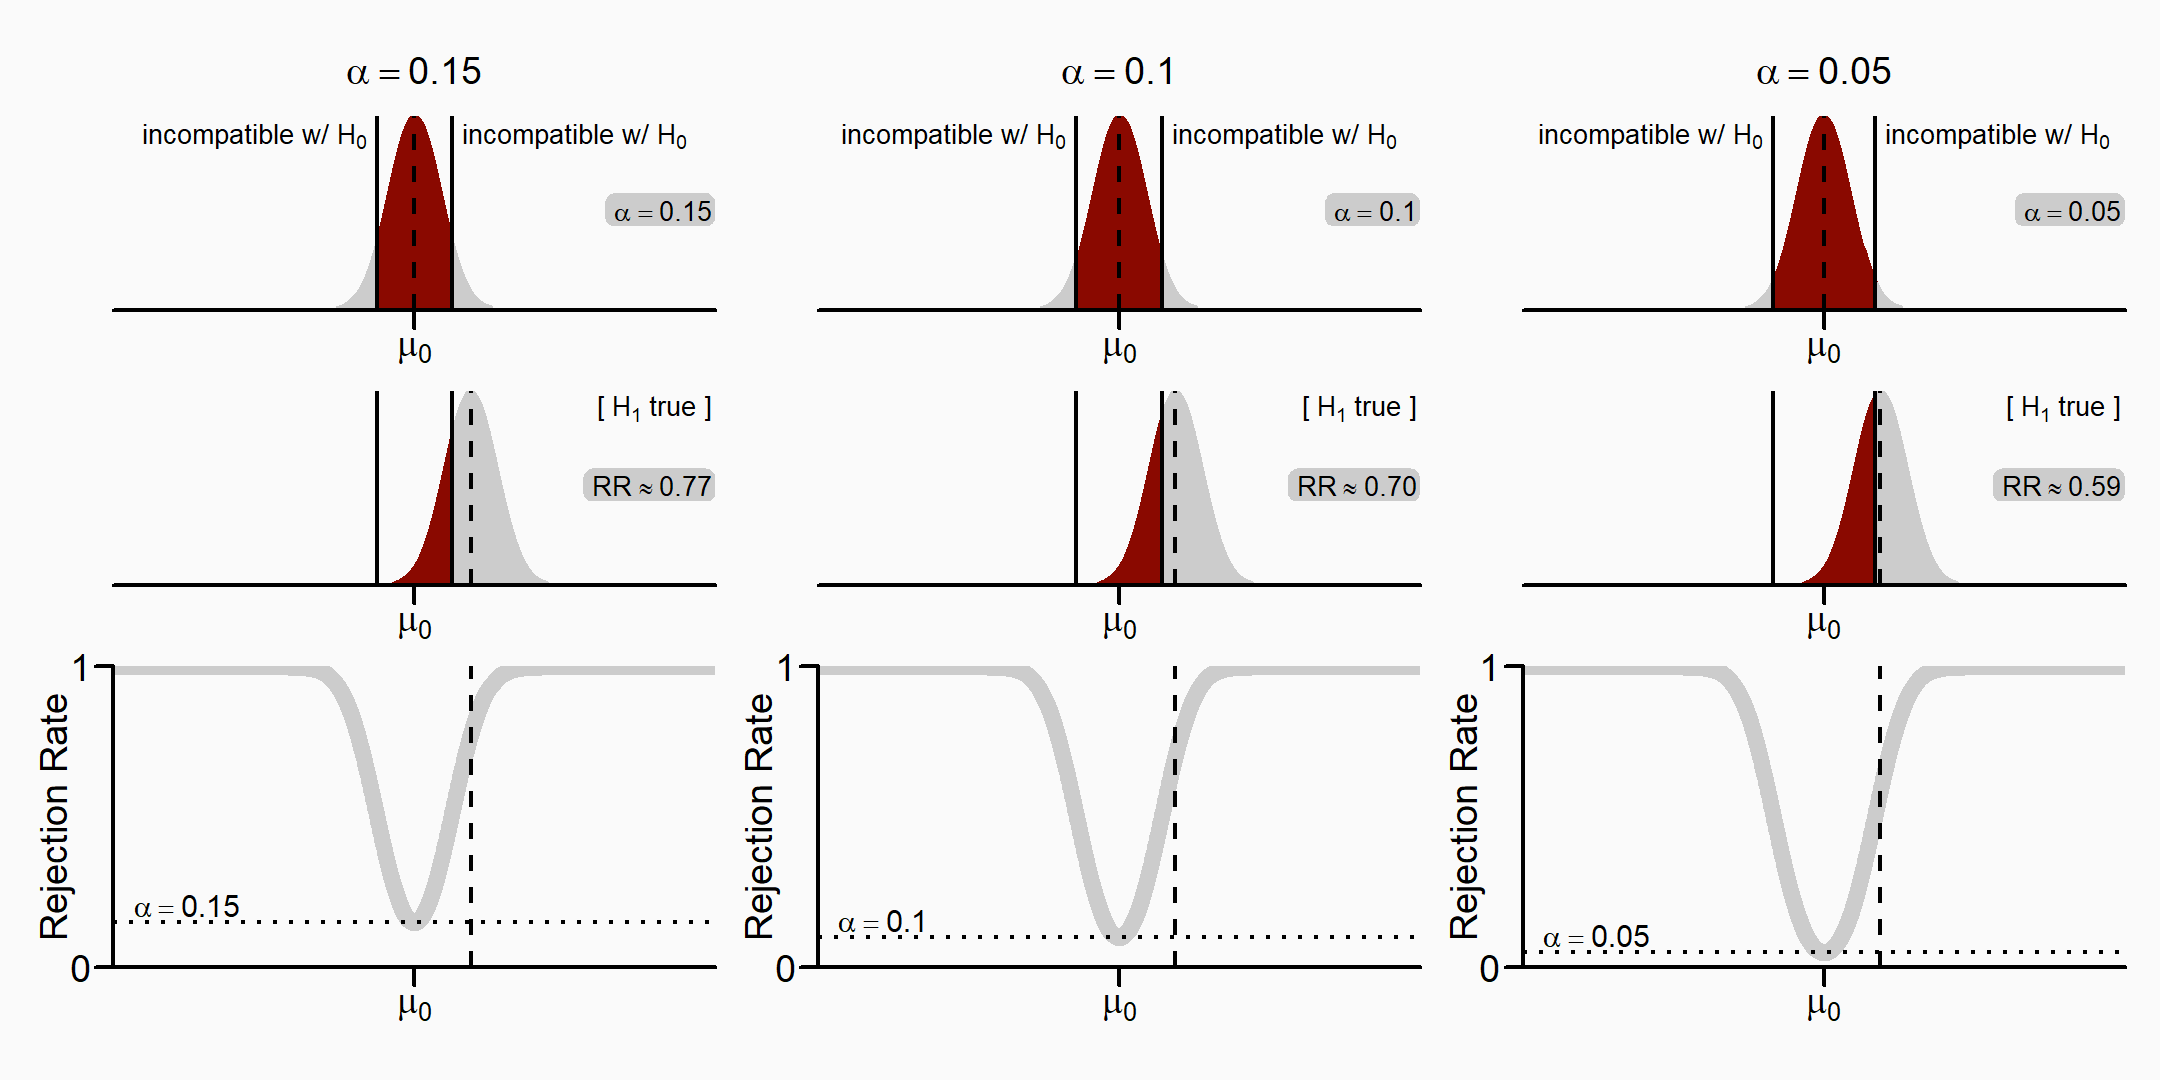 α = 0.15
incompatible w/ H₀
incompatible w/ H₀
α = 0.15
μ₀
[ H₁ true ]
RR ≈ 0.77
μ₀
1
Rejection Rate
α = 0.15
0
μ₀
α = 0.1
incompatible w/ H₀
incompatible w/ H₀
α = 0.1
μ₀
[ H₁ true ]
RR ≈ 0.70
μ₀
1
Rejection Rate
α = 0.1
0
μ₀
α = 0.05
incompatible w/ H₀
incompatible w/ H₀
α = 0.05
μ₀
[ H₁ true ]
RR ≈ 0.59
μ₀
1
Rejection Rate
α = 0.05
0
μ₀